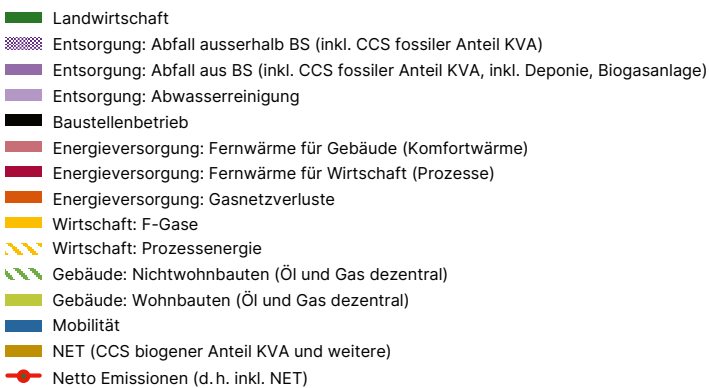 Landwirtschaft
Entsorgung: Abfall ausserhalb BS (inkl. CCS fossiler Anteil KVA)
Entsorgung: Abfall aus BS (inkl. CCS fossiler Anteil KVA, inkl. Deponie, Biogasanlage)
Entsorgung: Abwasserreinigung
Baustellenbetrieb
Energieversorgung: Fernwärme für Gebäude (Komfortwärme)
Energieversorgung: Fernwärme für Wirtschaft (Prozesse)
Energieversorgung: Gasnetzverluste
Wirtschaft: F-Gase
Wirtschaft: Prozessenergie
Gebäude: Nichtwohnbauten (Öl und Gas dezentral)
Gebäude: Wohnbauten (Öl und Gas dezentral)
Mobilität
NET (CCS biogener Anteil KVA und weitere)
Netto Emissionen (d. h. inkl. NET)